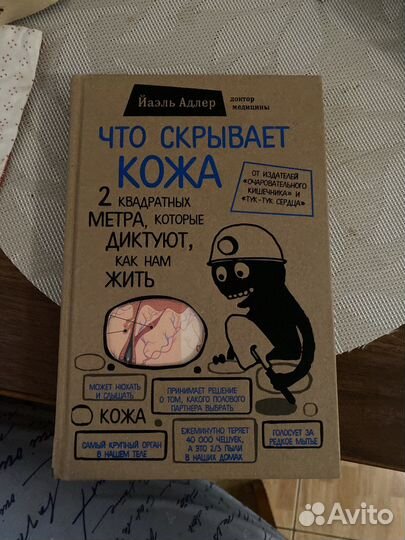 Йаэль Адлер
доктор
медицины
ЧТО СКРЫВАЕТ
КОЖА
2 КВАДРАТНЫХ
МЕТРА, КОТОРЫЕ
ДИКТУЮТ,
КАК НАМ
ЖИТЬ
ОТ ИЗДАТЕЛЕЙ
«ОЧАРОВАТЕЛЬНОГО
КИШЕЧНИКА» И
«ТУК-ТУК СЕРДЦА»
МОЖЕТ НЮХАТЬ
И СЛЫШАТЬ
ПРИНИМАЕТ РЕШЕНИЕ
О ТОМ, КАКОГО ПОЛОВОГО
ПАРТНЕРА ВЫБРАТЬ
КОЖА
САМЫЙ КРУПНЫЙ ОРГАН
В НАШЕМ ТЕЛЕ
ЕЖЕМИНУТНО ТЕРЯЕТ
40 000 ЧЕШУЕК,
А ЭТО 2/3 ПЫЛИ
В НАШИХ ДОМАХ
ГОЛОСУЕТ ЗА
РЕДКОЕ МЫТЬЕ
Avito